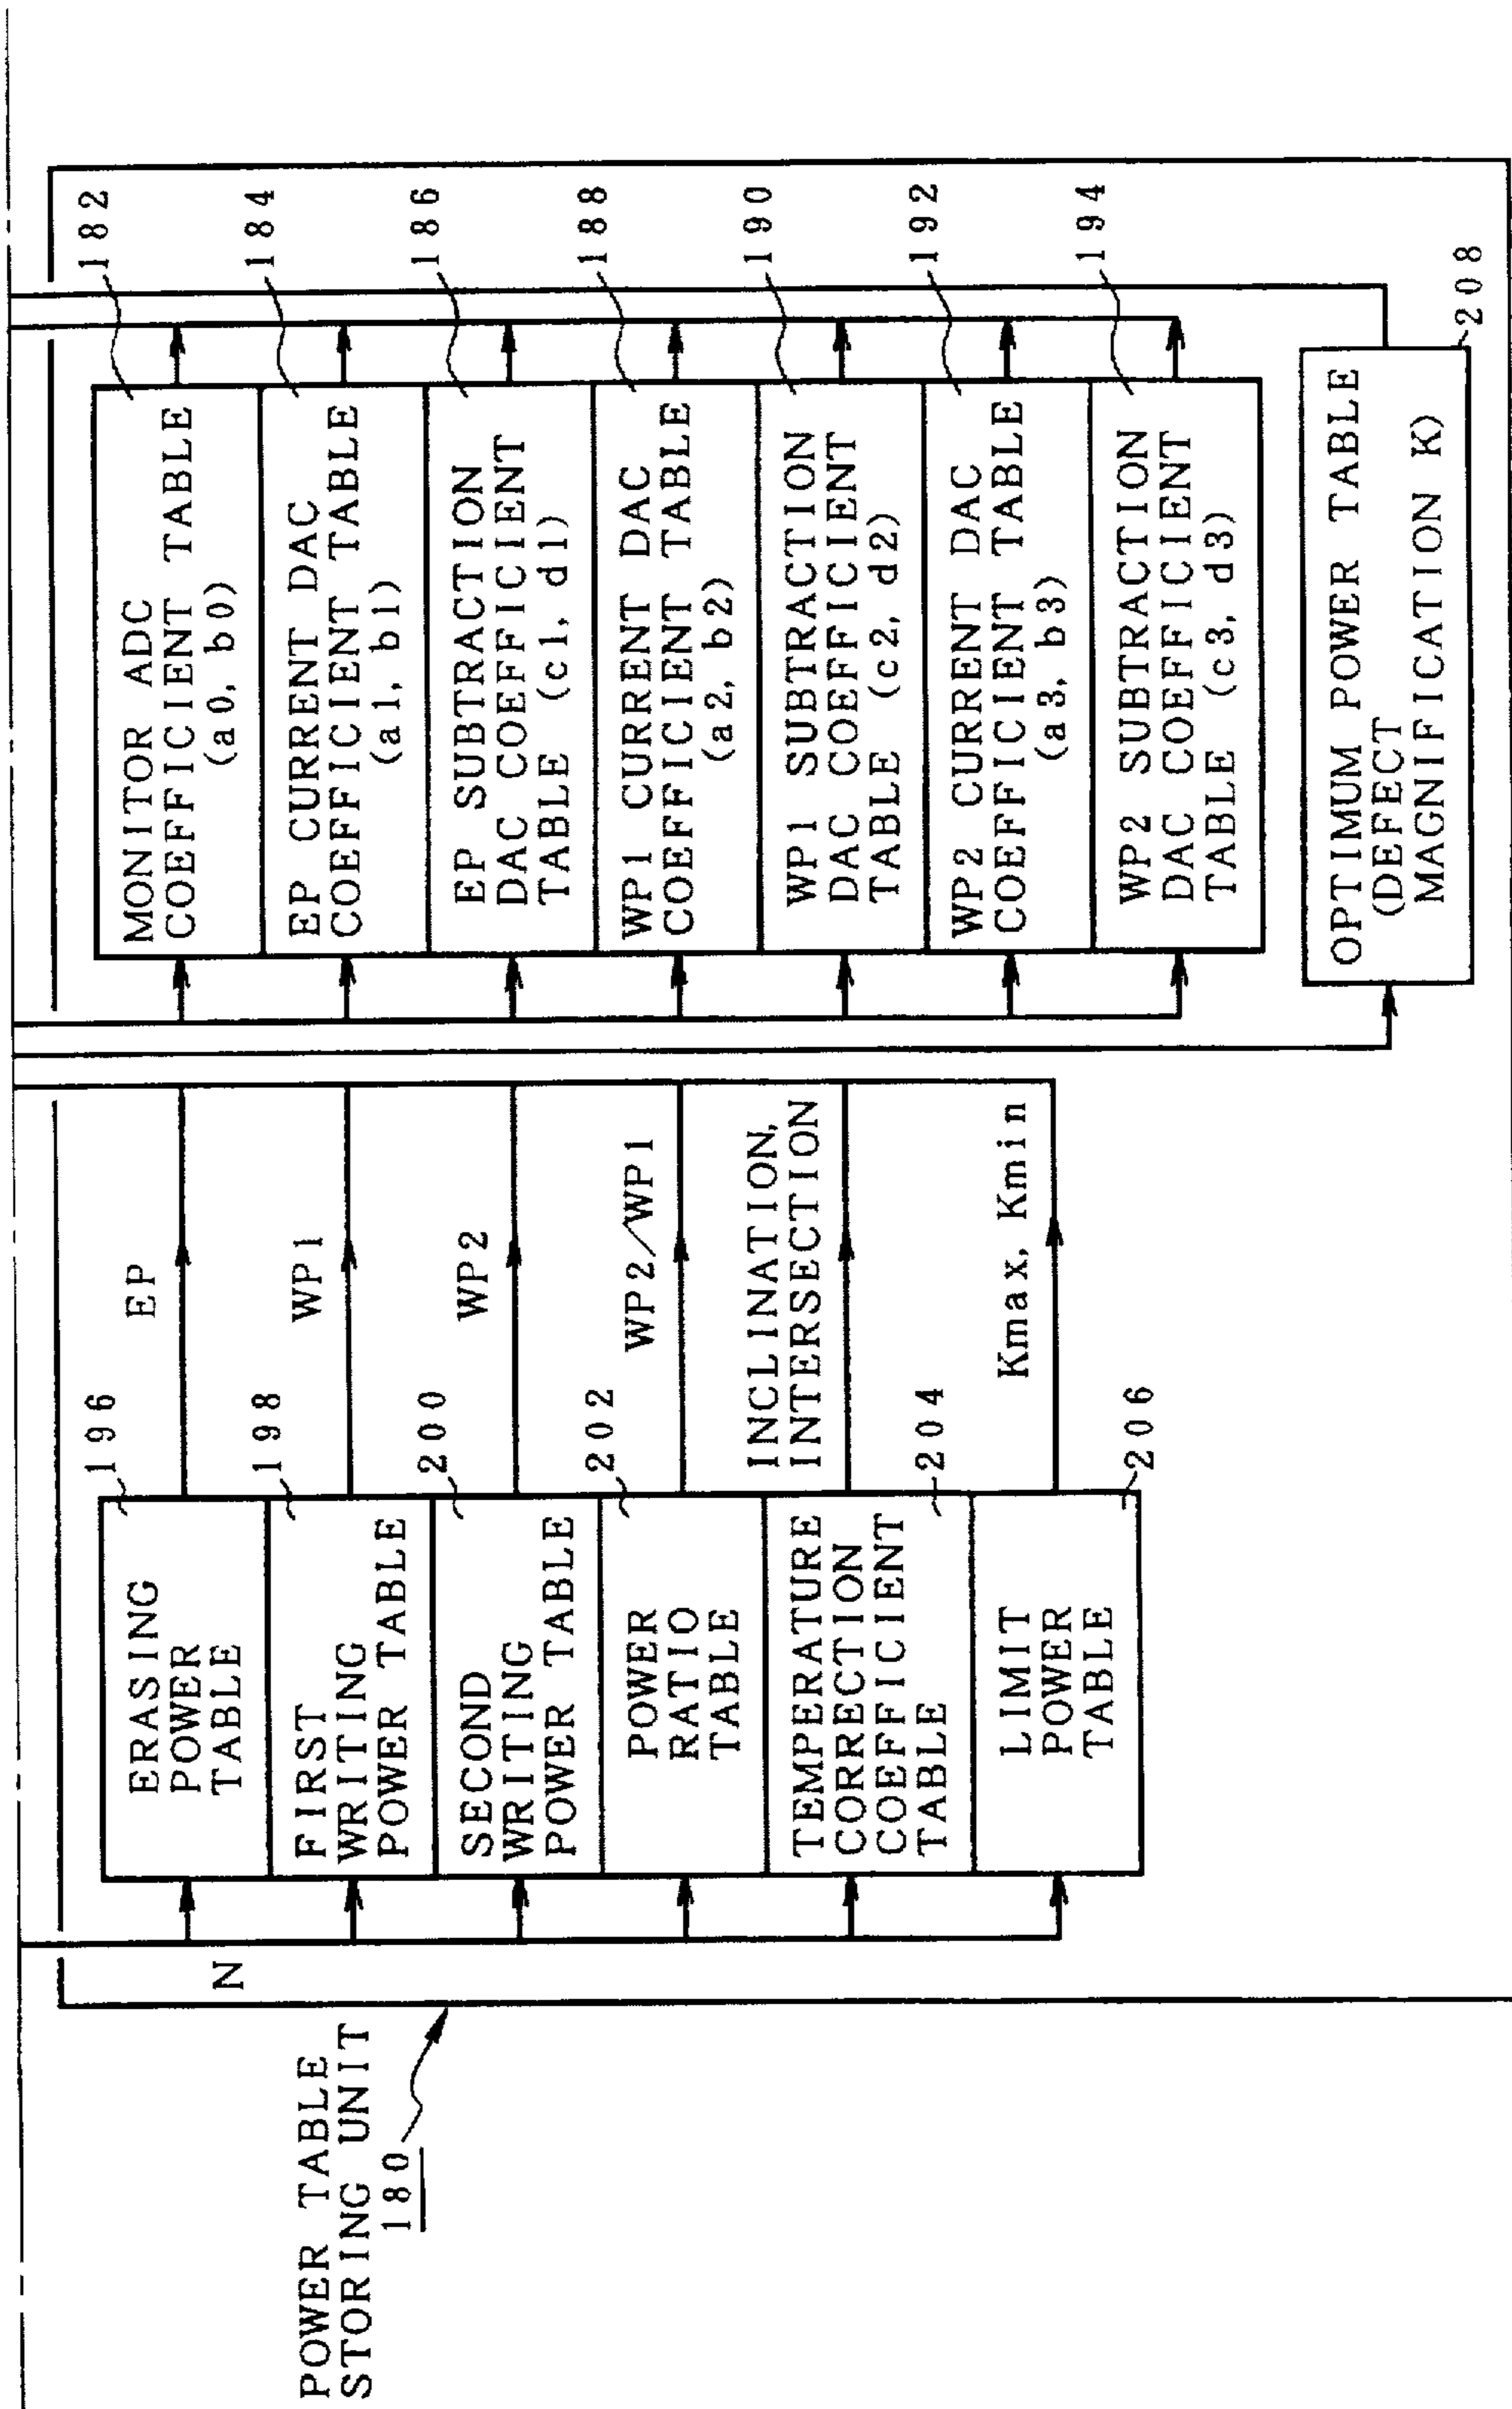 POWER TABLE
STORING UNIT
180
N
ERASING
POWER
TABLE
196
EP
FIRST
WRITING
POWER TABLE
198
WP1
SECOND
WRITING
POWER TABLE
200
WP2
POWER
RATIO
TABLE
202
WP2/WP1
TEMPERATURE
CORRECTION
COEFFICIENT
TABLE
204
INCLINATION,
INTERSECTION
LIMIT
POWER
TABLE
206
Kmax, Kmin
MONITOR ADC
COEFFICIENT TABLE
(a0, b0)
182
EP CURRENT DAC
COEFFICIENT TABLE
(a1, b1)
184
EP SUBTRACTION
DAC COEFFICIENT
TABLE (c1, d1)
186
WP1 CURRENT DAC
COEFFICIENT TABLE
(a2, b2)
188
WP1 SUBTRACTION
DAC COEFFICIENT
TABLE (c2, d2)
190
WP2 CURRENT DAC
COEFFICIENT TABLE
(a3, b3)
192
WP2 SUBTRACTION
DAC COEFFICIENT
TABLE (c3, d3)
194
OPTIMUM POWER TABLE
(DEFECT
MAGNIFICATION K)
208